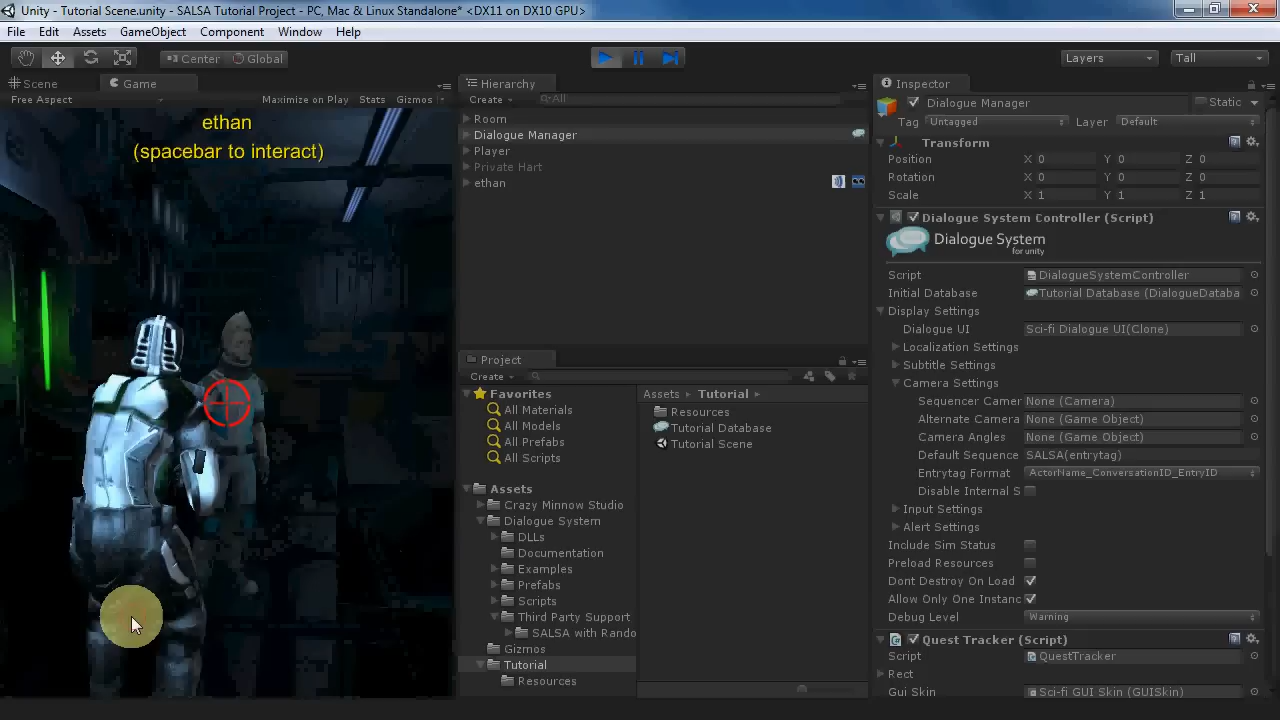 Unity - Tutorial Scene.unity - SALSA Tutorial Project - PC, Mac & Linux Standalone* <DX11 on DX10 GPU>
File Edit Assets GameObject Component Window Help
Center Global Layers Tall
Scene Game
Free Aspect Maximize on Play Stats Gizmos
ethan
(spacebar to interact)
Hierarchy
Create All
Room
Dialogue Manager
Player
Private Hart
ethan
Project
Create
Favorites
All Materials
All Models
All Prefabs
All Scripts
Assets
Crazy Minnow Studio
Dialogue System
DLLs
Documentation
Examples
Prefabs
Scripts
Third Party Support
SALSA with Rando
Gizmos
Tutorial
Resources
Assets Tutorial
Resources
Tutorial Database
Tutorial Scene
Inspector
Dialogue Manager Static
Tag Untagged Layer Default
Transform
Position X 0 Y 0 Z 0
Rotation X 0 Y 0 Z 0
Scale X 1 Y 1 Z 1
Dialogue System Controller (Script)
Dialogue System
for unity
Script DialogueSystemController
Initial Database Tutorial Database (DialogueDataba
Display Settings
Dialogue UI Sci-fi Dialogue UI(Clone)
Localization Settings
Subtitle Settings
Camera Settings
Sequencer Camer None (Camera)
Alternate Camera None (Game Object)
Camera Angles None (Game Object)
Default Sequence SALSA(entrytag)
Entrytag Format ActorName_ConversationID_EntryID
Disable Internal S
Input Settings
Alert Settings
Include Sim Status
Preload Resources
Dont Destroy On Load
Allow Only One Instanc
Debug Level Warning
Quest Tracker (Script)
Script QuestTracker
Rect
Gui Skin Sci-fi GUI Skin (GUISkin)